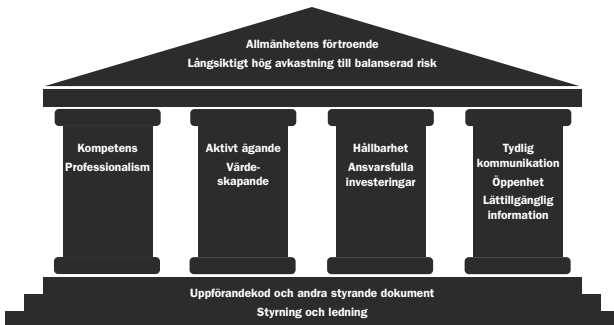 Allmänhetens förtroende
Långsiktigt hög avkastning till balanserad risk
Kompetens
Professionalism
Aktivt ägande
Värde-
skapande
Hållbarhet
Ansvarsfulla
investeringar
Tydlig
kommunikation
Öppenhet
Lättillgänglig
information
Uppförandekod och andra styrande dokument
Styrning och ledning